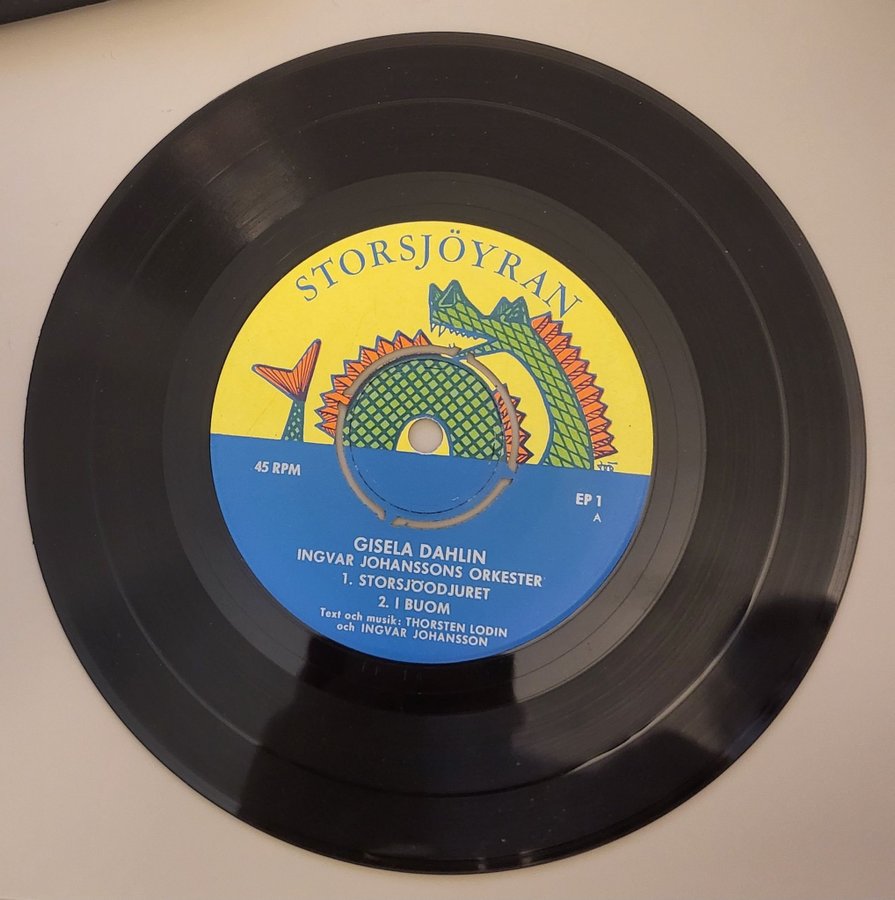 STORSJÖYRAN
45 RPM
EP 1
A
GISELA DAHLIN
INGVAR JOHANSSONS ORKESTER
1. STORSJÖODJURET
2. I BUOM
Text och musik: THORSTEN LODIN
och INGVAR JOHANSSON